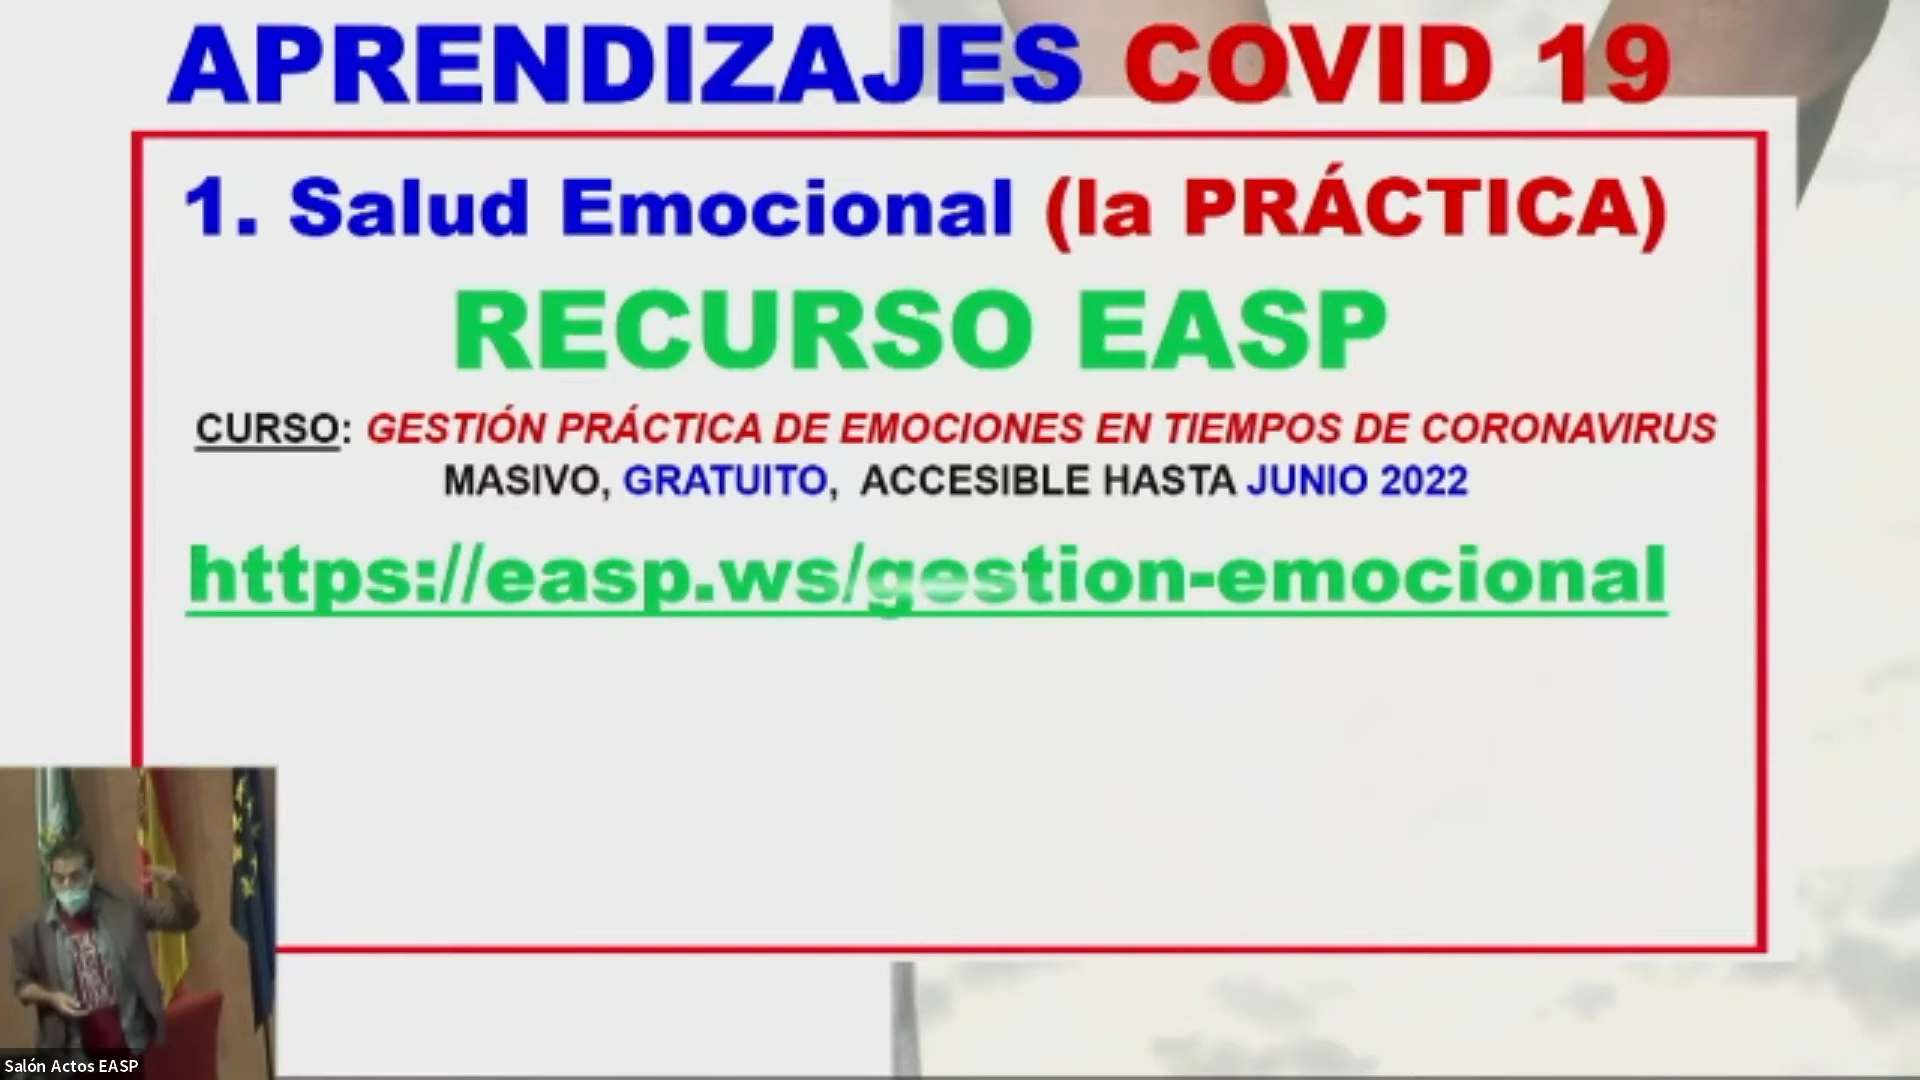 APRENDIZAJES COVID 19
1. Salud Emocional (la PRÁCTICA)
RECURSO EASP
CURSO: GESTIÓN PRÁCTICA DE EMOCIONES EN TIEMPOS DE CORONAVIRUS
MASIVO, GRATUITO, ACCESIBLE HASTA JUNIO 2022
https://easp.ws/gestion-emocional
Salón Actos EASP